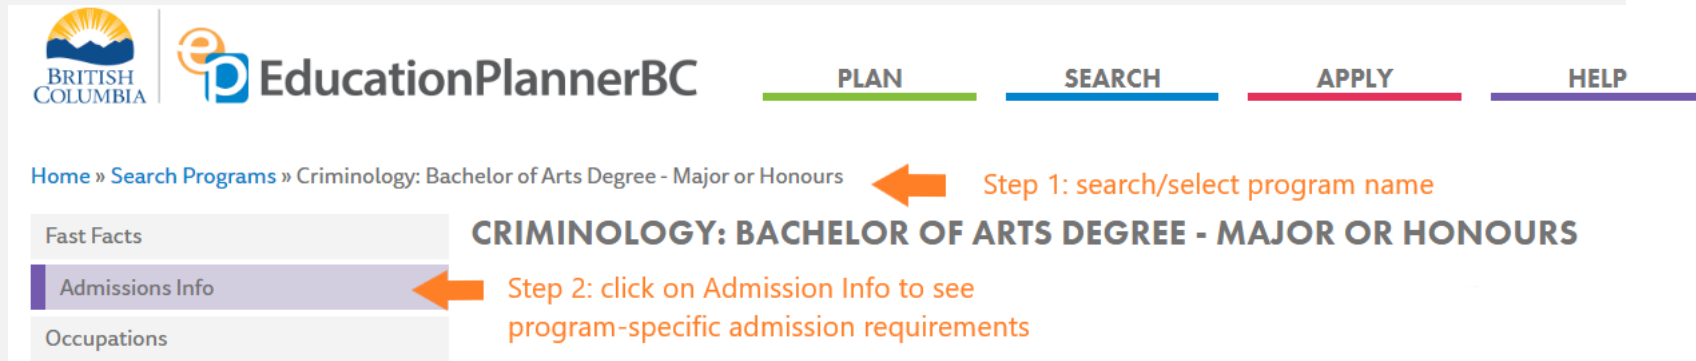 BRITISH
COLUMBIA
ep EducationPlannerBC
PLAN
SEARCH
APPLY
HELP
Home » Search Programs » Criminology: Bachelor of Arts Degree - Major or Honours
Step 1: search/select program name
Fast Facts
CRIMINOLOGY: BACHELOR OF ARTS DEGREE - MAJOR OR HONOURS
Admissions Info
Step 2: click on Admission Info to see
program-specific admission requirements
Occupations